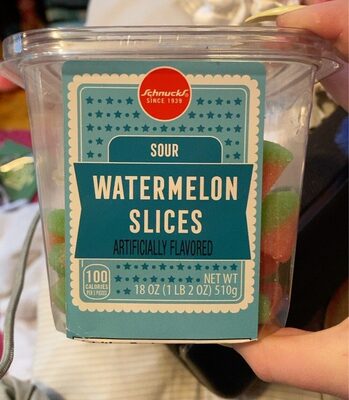 Schnucks
SINCE 1939
SOUR
WATERMELON
SLICES
ARTIFICIALLY FLAVORED
100
CALORIES
PER 3 PIECES
NET WT
18 OZ (1 LB 2 OZ) 510g